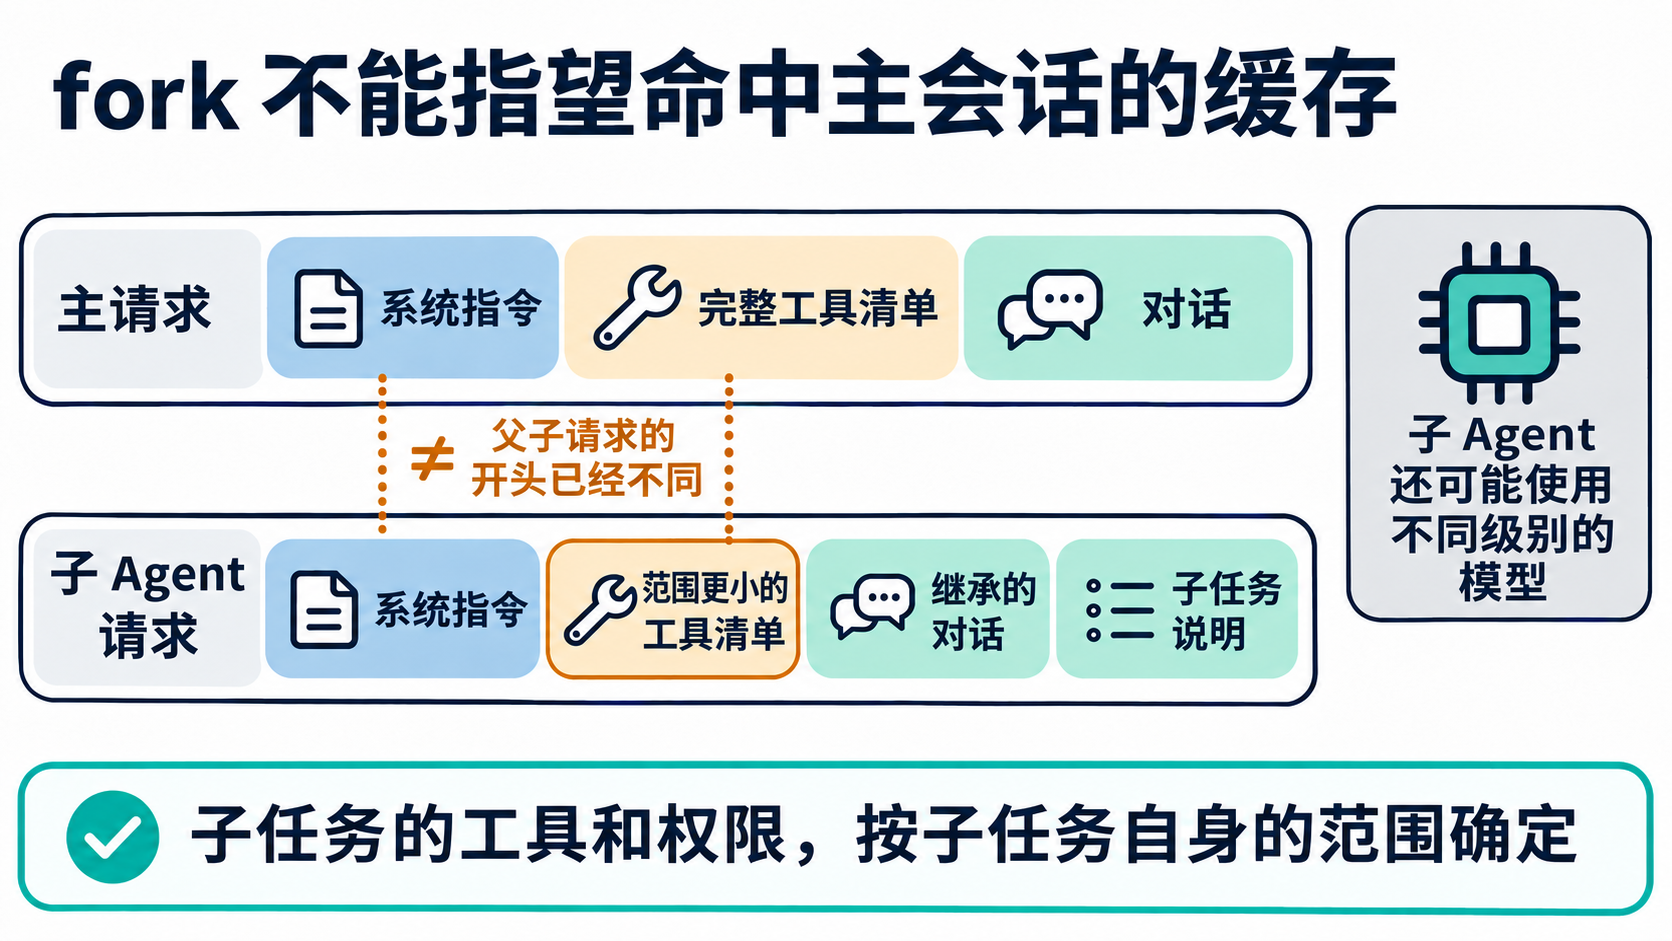 fork 不能指望命中主会话的缓存
主请求
系统指令
完整工具清单
对话
≠
父子请求的
开头已经不同
子 Agent
请求
系统指令
范围更小的
工具清单
继承的
对话
子任务
说明
子 Agent
还可能使用
不同级别的
模型
子任务的工具和权限，按子任务自身的范围确定